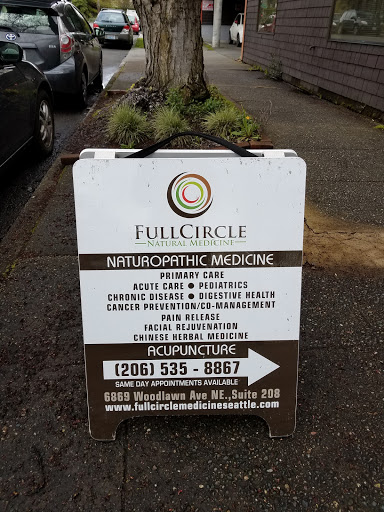 FULLCIRCLE
NATURAL MEDICINE
NATUROPATHIC MEDICINE
PRIMARY CARE
ACUTE CARE ● PEDIATRICS
CHRONIC DISEASE ● DIGESTIVE HEALTH
CANCER PREVENTION/CO-MANAGEMENT
PAIN RELEASE
FACIAL REJUVENATION
CHINESE HERBAL MEDICINE
ACUPUNCTURE
(206) 535 - 8867
SAME DAY APPOINTMENTS AVAILABLE
6869 Woodlawn Ave NE.,Suite 208
www.fullcirclemedicineseattle.com